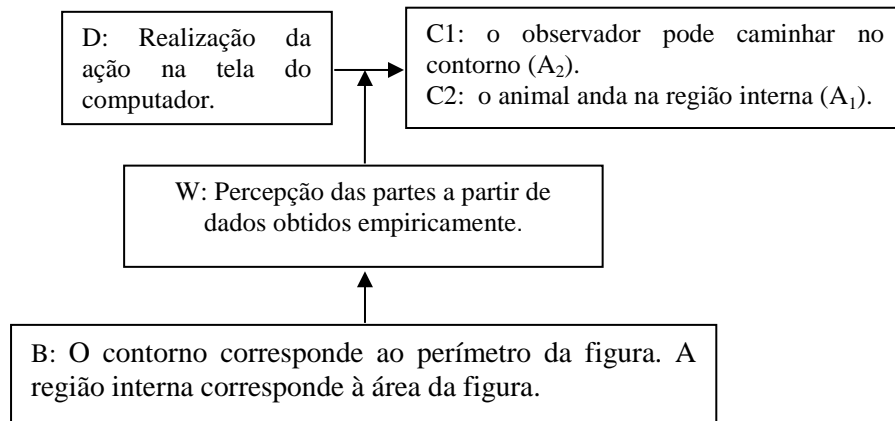 D: Realização da
ação na tela do
computador.
C1: o observador pode caminhar no
contorno (A₂).
C2: o animal anda na região interna (A₁).
W: Percepção das partes a partir de
dados obtidos empiricamente.
B: O contorno corresponde ao perímetro da figura. A
região interna corresponde à área da figura.